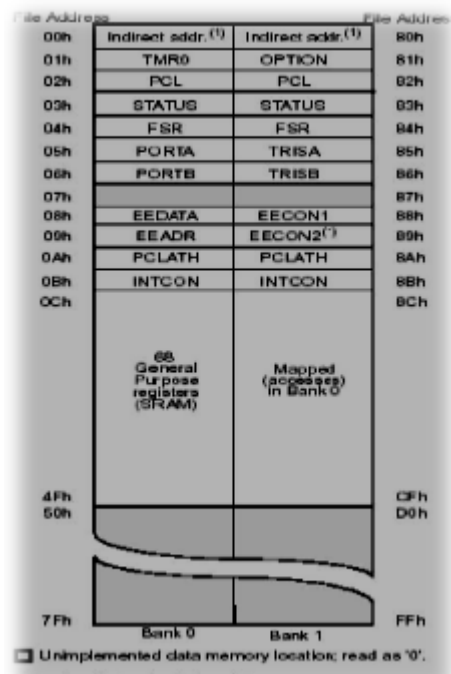 File Address File Address
00h Indirect addr.(1) Indirect addr.(1) 80h
01h TMR0 OPTION 81h
02h PCL PCL 82h
03h STATUS STATUS 83h
04h FSR FSR 84h
05h PORTA TRISA 85h
06h PORTB TRISB 86h
07h 87h
08h EEDATA EECON1 88h
09h EEADR EECON2(1) 89h
0Ah PCLATH PCLATH 8Ah
0Bh INTCON INTCON 8Bh
0Ch 8Ch
68 Mapped
General (accesses)
Purpose in Bank 0
registers
(SRAM)
4Fh CFh
50h D0h
7Fh FFh
Bank 0 Bank 1
Unimplemented data memory location; read as '0'.